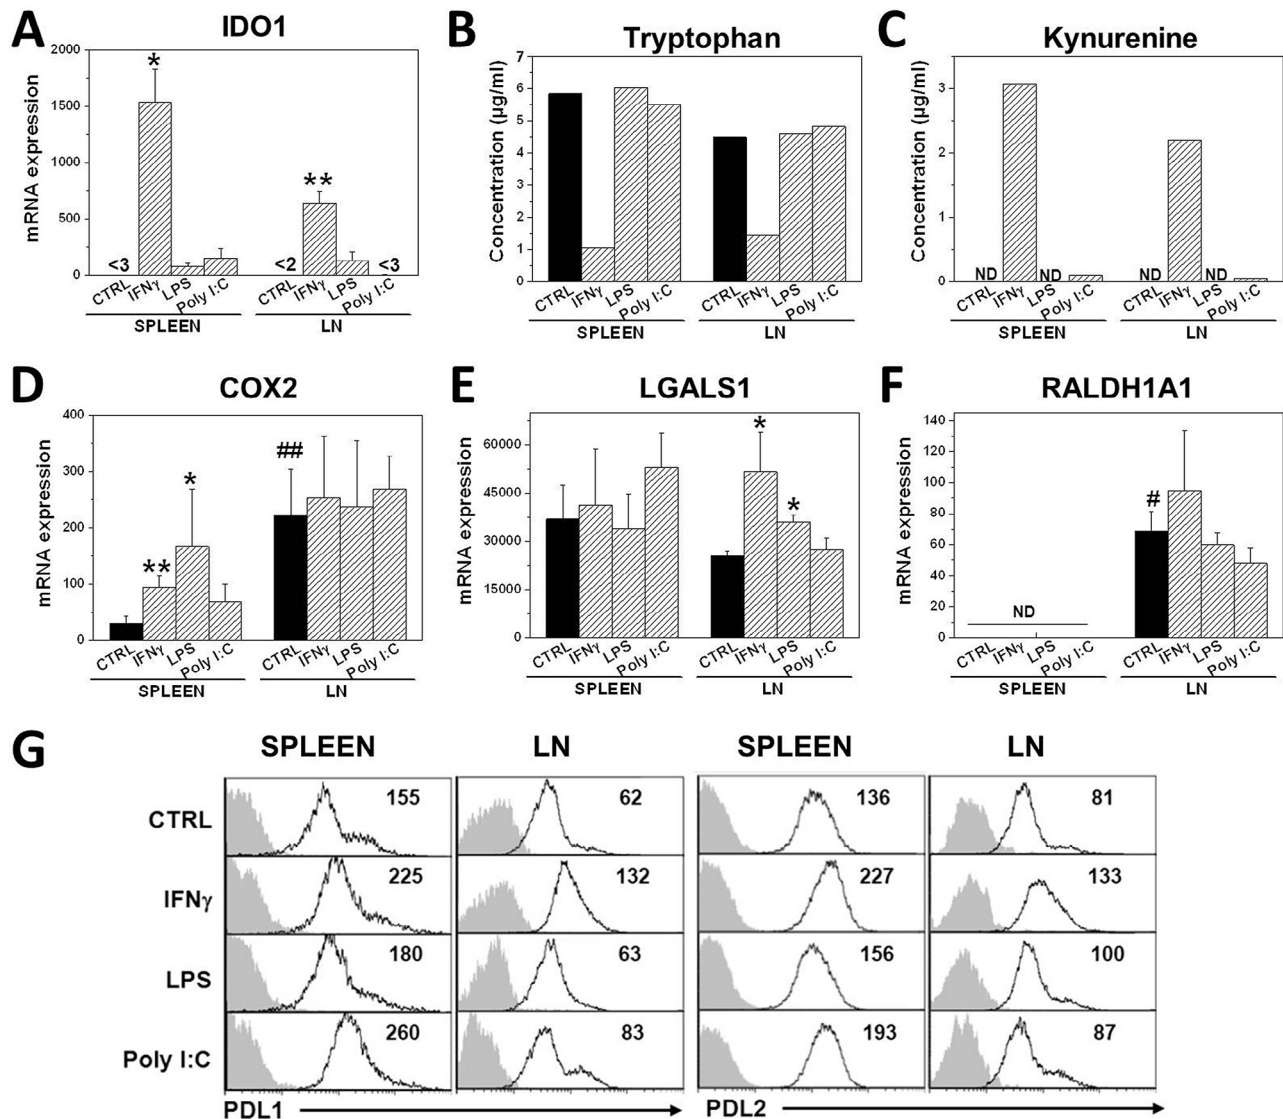 A
IDO1
mRNA expression
2000
1500
1000
500
0
*
**
<3
<2
<3
CTRL IFNγ LPS Poly I:C CTRL IFNγ LPS Poly I:C
SPLEEN LN
B
Tryptophan
Concentration (µg/ml)
7
6
5
4
3
2
1
0
CTRL IFNγ LPS Poly I:C CTRL IFNγ LPS Poly I:C
SPLEEN LN
C
Kynurenine
Concentration (µg/ml)
3
2
1
0
ND ND ND ND
CTRL IFNγ LPS Poly I:C CTRL IFNγ LPS Poly I:C
SPLEEN LN
D
COX2
mRNA expression
400
300
200
100
0
**
*
##
CTRL IFNγ LPS Poly I:C CTRL IFNγ LPS Poly I:C
SPLEEN LN
E
LGALS1
mRNA expression
60000
45000
30000
15000
0
*
*
CTRL IFNγ LPS Poly I:C CTRL IFNγ LPS Poly I:C
SPLEEN LN
F
RALDH1A1
mRNA expression
140
120
100
80
60
40
20
0
ND
#
CTRL IFNγ LPS Poly I:C CTRL IFNγ LPS Poly I:C
SPLEEN LN
G
SPLEEN LN SPLEEN LN
CTRL 155 62 136 81
IFNγ 225 132 227 133
LPS 180 63 156 100
Poly I:C 260 83 193 87
PDL1 PDL2